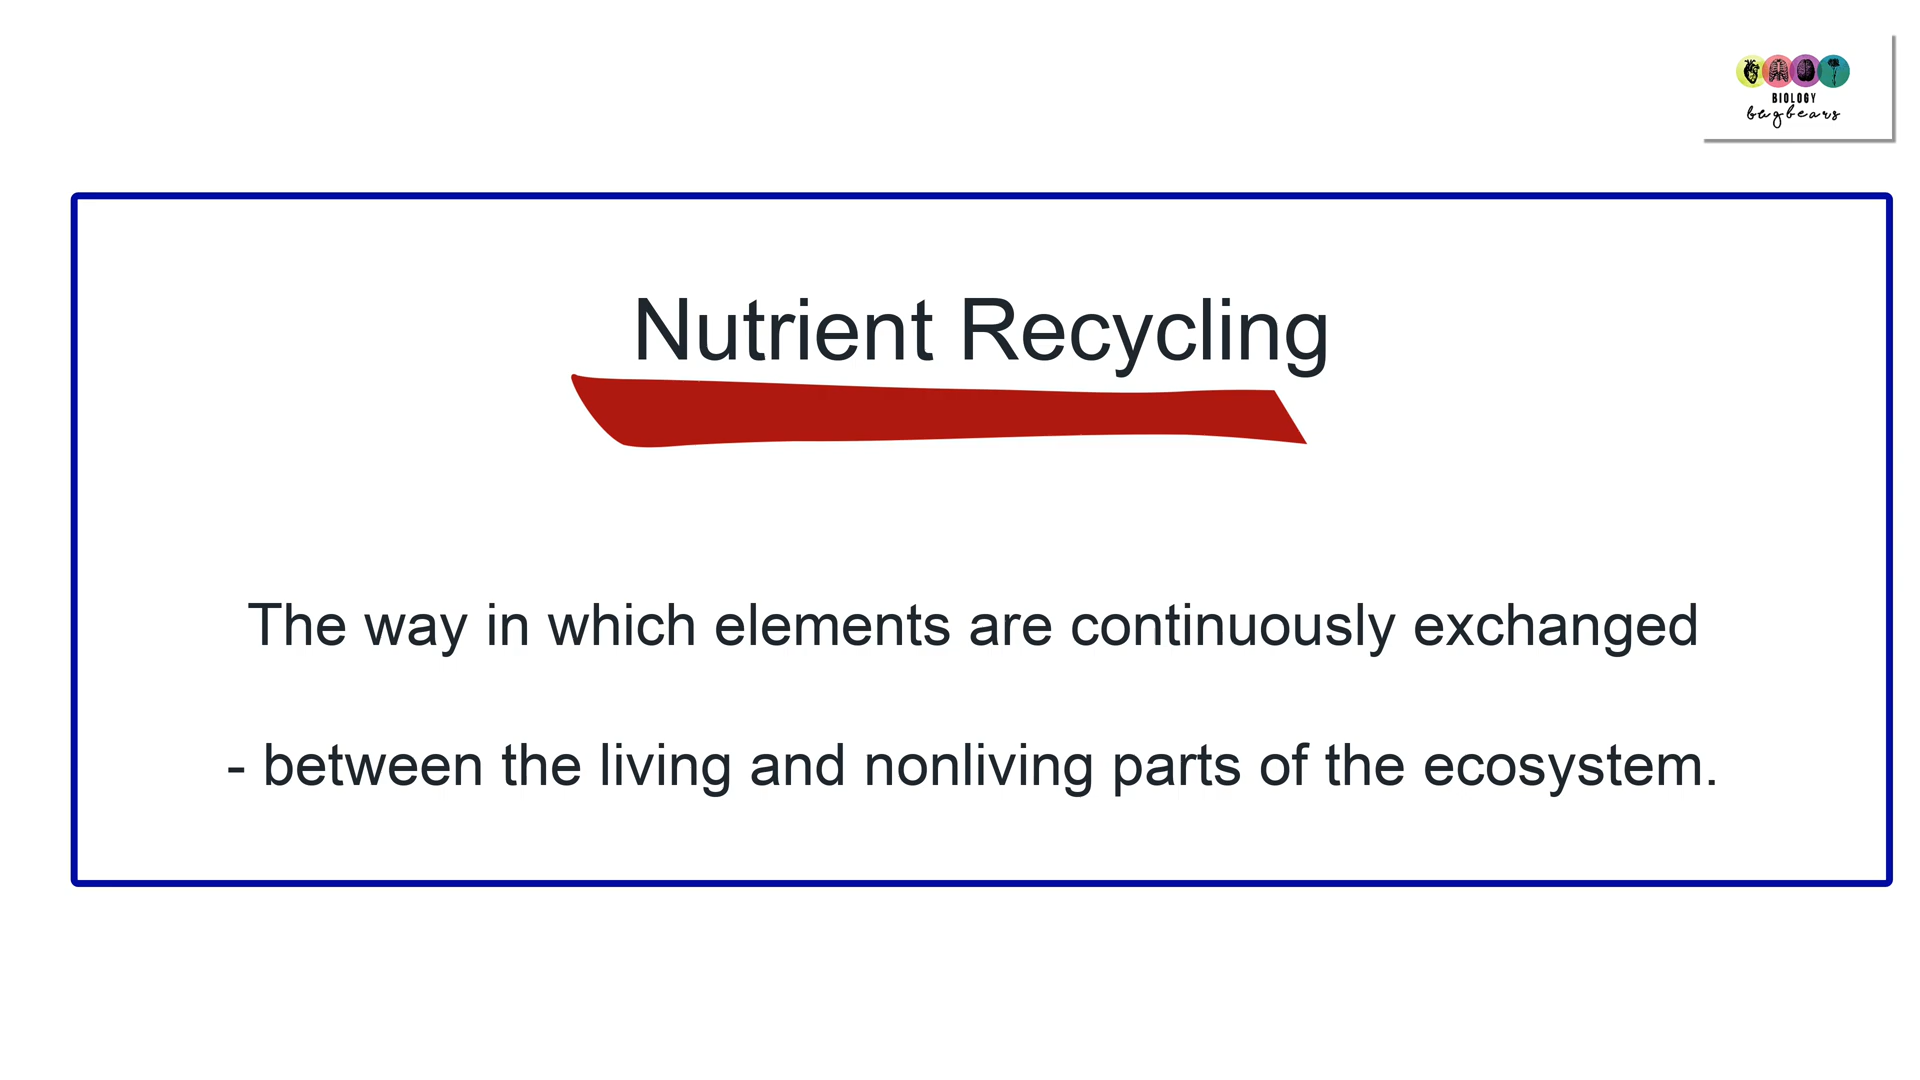 BIOLOGY
bugbears
Nutrient Recycling
The way in which elements are continuously exchanged
- between the living and nonliving parts of the ecosystem.